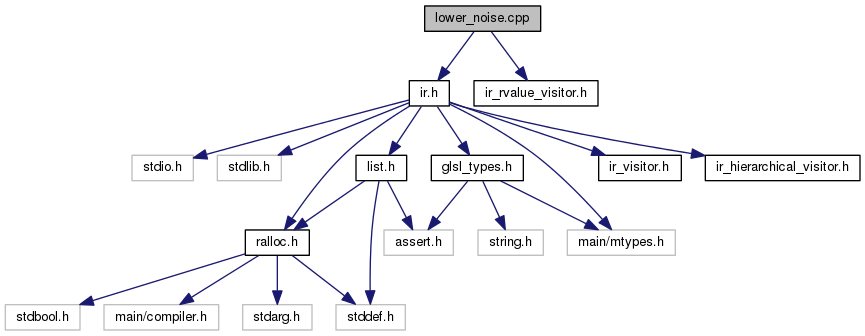 lower_noise.cpp
ir.h
ir_rvalue_visitor.h
stdio.h
stdlib.h
list.h
glsl_types.h
ir_visitor.h
ir_hierarchical_visitor.h
ralloc.h
assert.h
string.h
main/mtypes.h
stdbool.h
main/compiler.h
stdarg.h
stddef.h